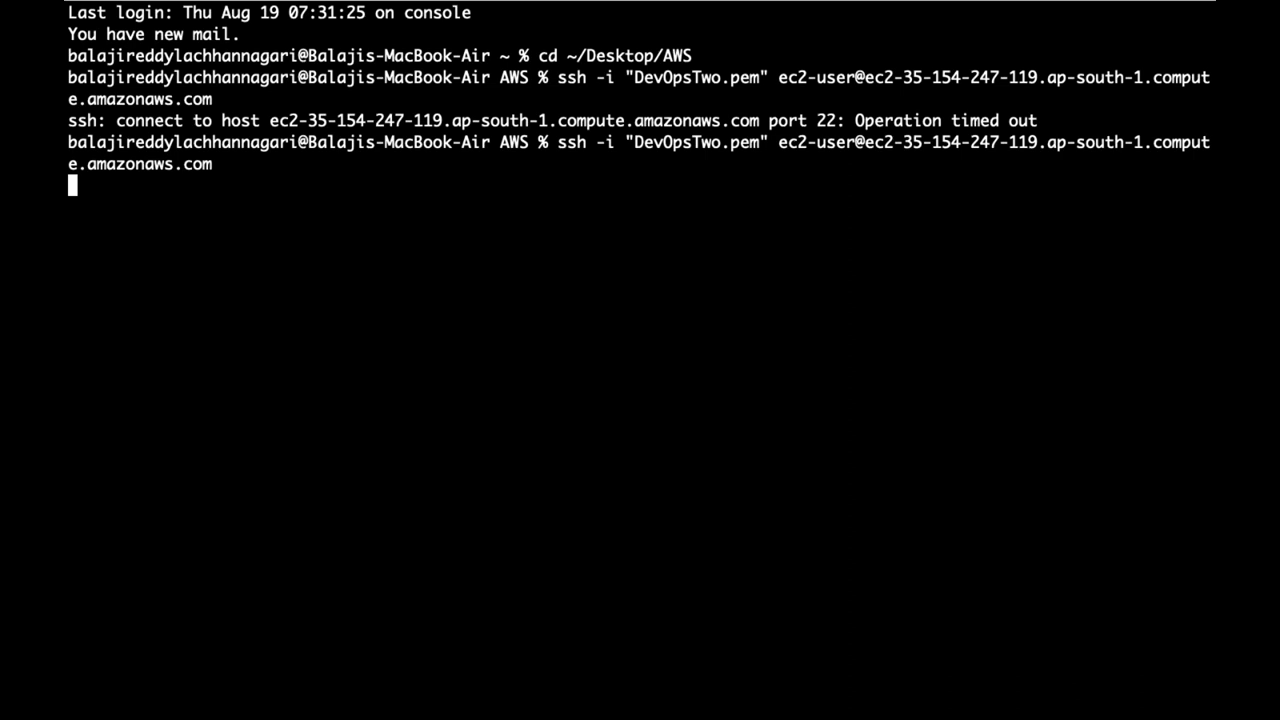 Last login: Thu Aug 19 07:31:25 on console
You have new mail.
balajireddylachhannagari@Balajis-MacBook-Air ~ % cd ~/Desktop/AWS
balajireddylachhannagari@Balajis-MacBook-Air AWS % ssh -i "DevOpsTwo.pem" ec2-user@ec2-35-154-247-119.ap-south-1.comput
e.amazonaws.com
ssh: connect to host ec2-35-154-247-119.ap-south-1.compute.amazonaws.com port 22: Operation timed out
balajireddylachhannagari@Balajis-MacBook-Air AWS % ssh -i "DevOpsTwo.pem" ec2-user@ec2-35-154-247-119.ap-south-1.comput
e.amazonaws.com